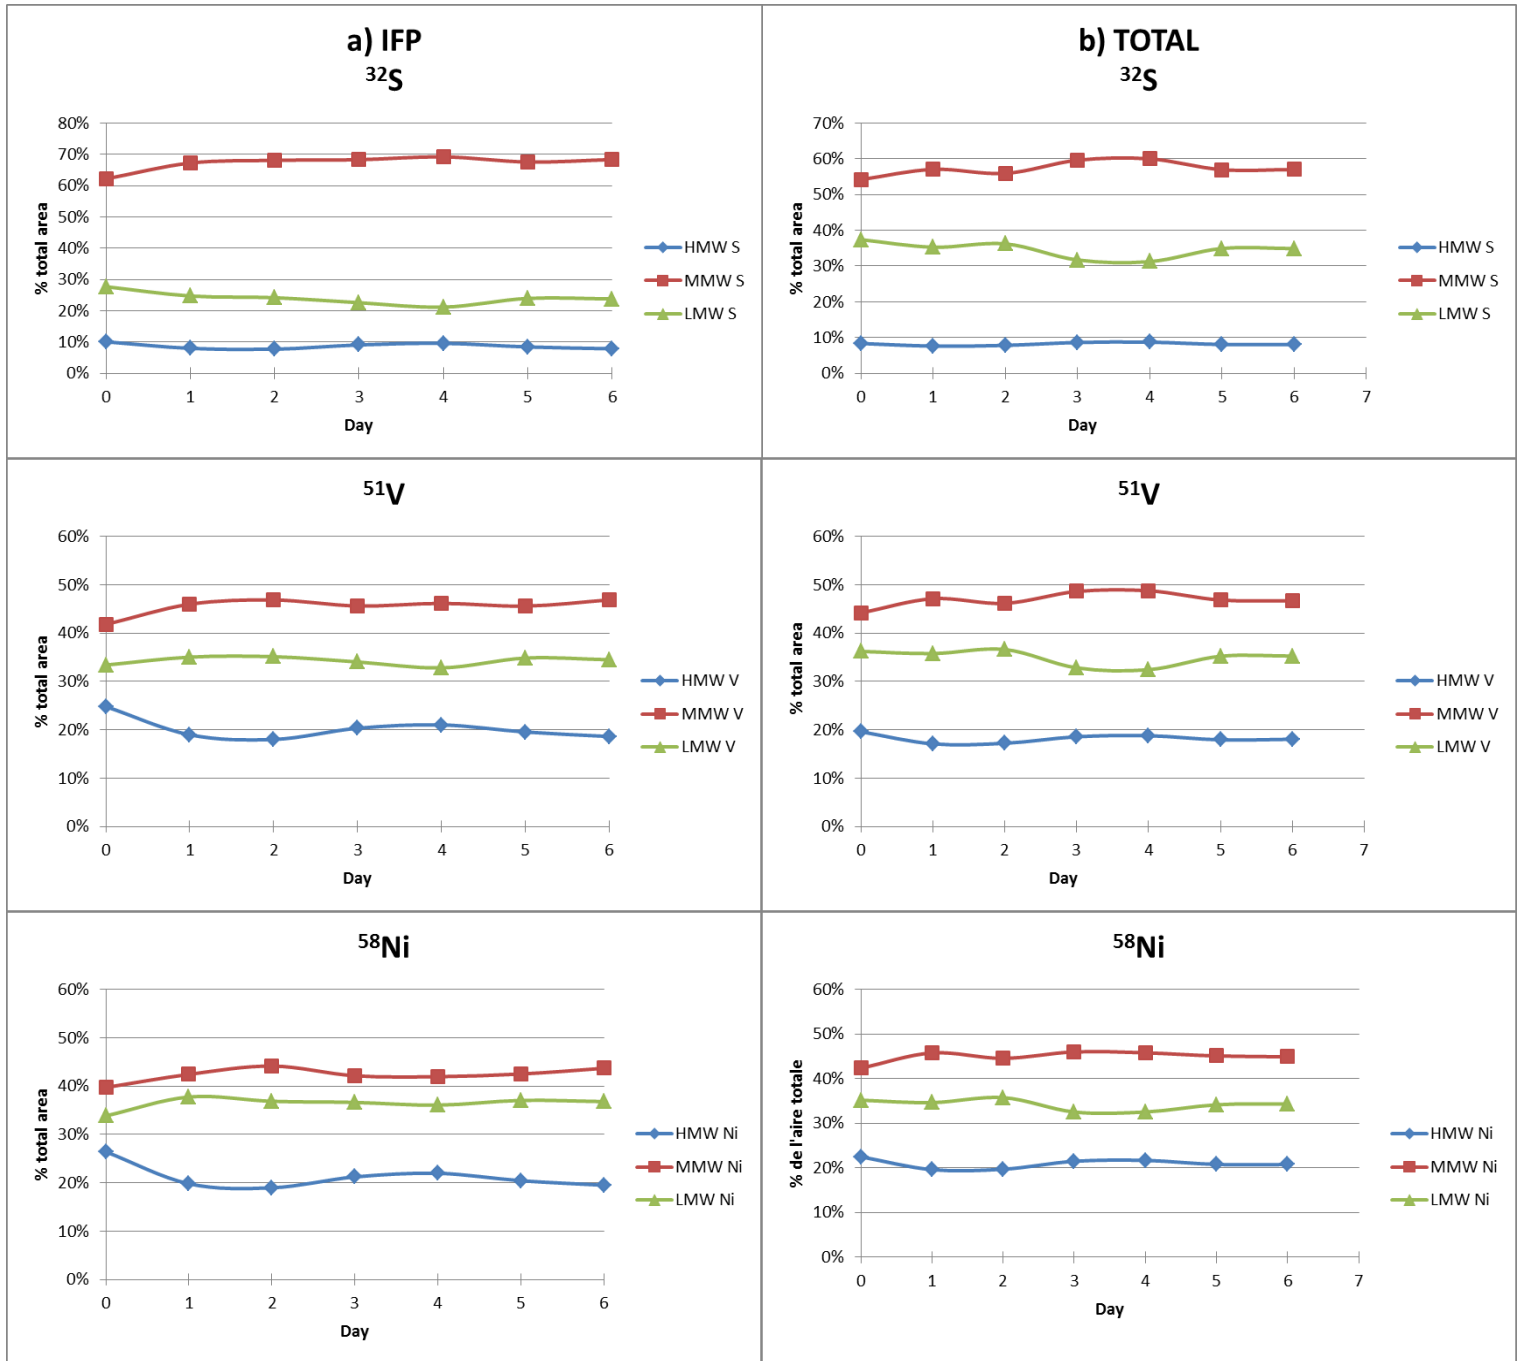 a) IFP
³²S
80%
70%
60%
50%
40%
30%
20%
10%
0%
% total area
0 1 2 3 4 5 6
Day
HMW S
MMW S
LMW S
b) TOTAL
³²S
70%
60%
50%
40%
30%
20%
10%
0%
% total area
0 1 2 3 4 5 6 7
Day
HMW S
MMW S
LMW S
⁵¹V
60%
50%
40%
30%
20%
10%
0%
% total area
0 1 2 3 4 5 6
Day
HMW V
MMW V
LMW V
⁵¹V
60%
50%
40%
30%
20%
10%
0%
% total area
0 1 2 3 4 5 6 7
Day
HMW V
MMW V
LMW V
⁵⁸Ni
60%
50%
40%
30%
20%
10%
0%
% total area
0 1 2 3 4 5 6
Day
HMW Ni
MMW Ni
LMW Ni
⁵⁸Ni
60%
50%
40%
30%
20%
10%
0%
% de l'aire totale
0 1 2 3 4 5 6 7
Day
HMW Ni
MMW Ni
LMW Ni